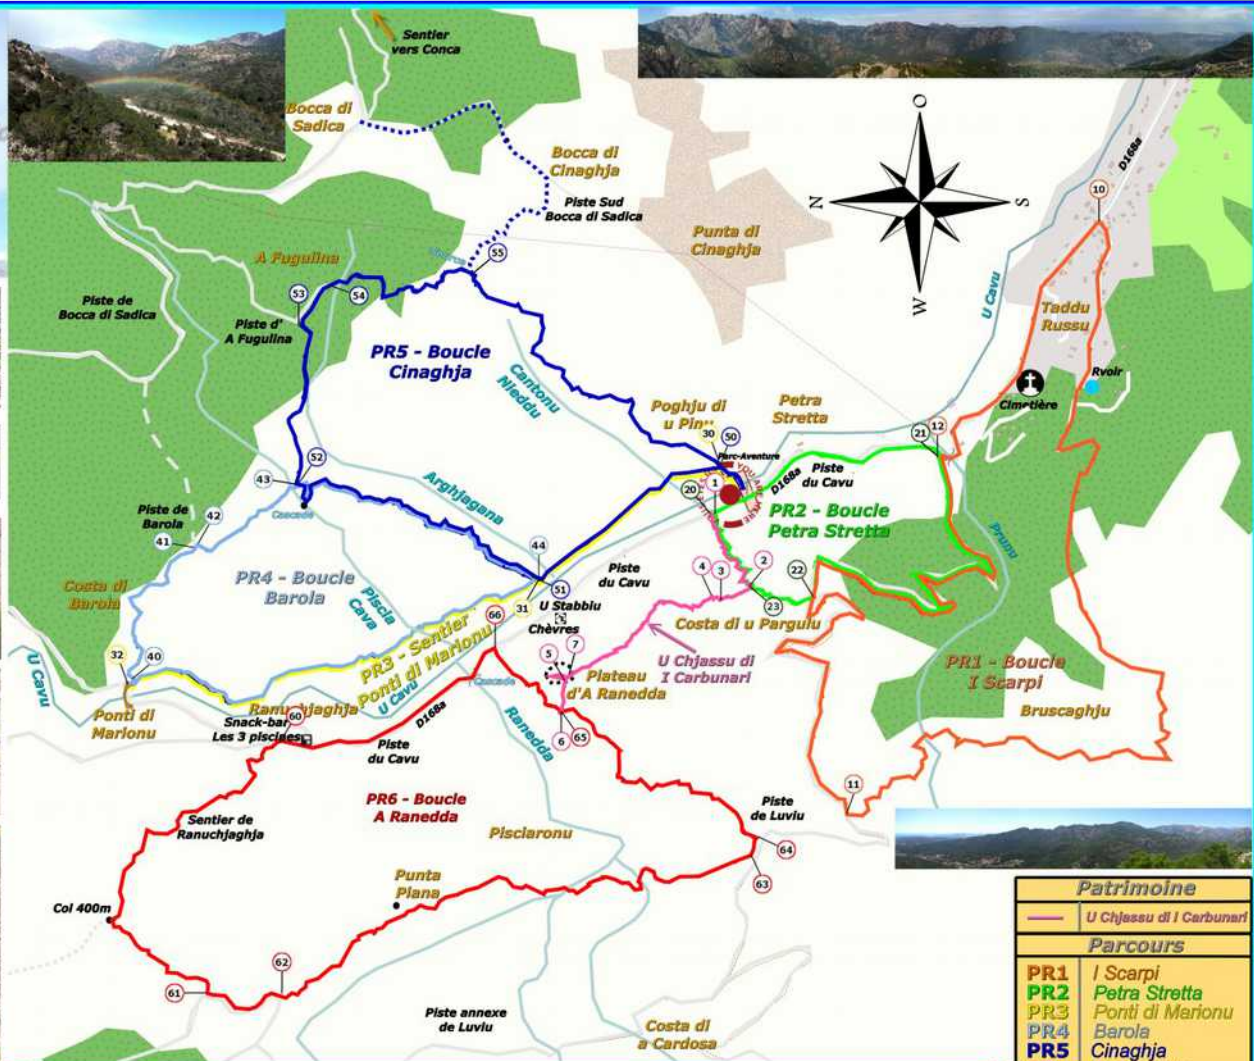 Sentier
vers Conca
Bocca di
Sadica
Bocca di
Cinaghja
Piste Sud
Bocca di Sadica
O
N
S
W
D168a
10
U Cavu
Punta di
Cinaghja
A Fugulina
55
53
54
Piste de
Bocca di Sadica
Piste d'
A Fugulina
Taddu
Russu
PR5 - Boucle
Cinaghja
Cantonu
Nieddu
Rvoir
Cimetière
Poghju di
u Pinu
Petra
Stretta
30
50
21
12
Parc-Aventure
YOU ARE HERE
52
43
Arghjagana
20
1
D168a
Piste
du Cavu
PR2 - Boucle
Petra Stretta
Cascade
Piste de
Barola
42
41
Prunu
44
PR4 - Boucle
Barola
Piscia
Cava
Piste
du Cavu
4
3
2
22
51
31
23
Costa di
Barola
U Stabbiu
Chèvres
66
Costa di u Pargulu
PR3 - Sentier
Ponti di Marionu
U Cavu
32
40
5
7
Plateau
d'A Ranedda
U Chjassu di
I Carbunari
PR1 - Boucle
I Scarpi
Cascade
Bruscaghju
Ranuchjaghja
U Cavu
Ponti di
Marionu
Snack-bar
Les 3 piscines
60
D168a
Ranedda
6
65
Piste
du Cavu
11
PR6 - Boucle
A Ranedda
Sentier de
Ranuchjaghja
Pisciaronu
Piste
de Luviu
64
63
Punta
Piana
Col 400m
62
61
Piste annexe
de Luviu
Costa di
a Cardosa
Patrimoine
U Chjassu di I Carbunari
Parcours
PR1 I Scarpi
PR2 Petra Stretta
PR3 Ponti di Marionu
PR4 Barola
PR5 Cinaghja